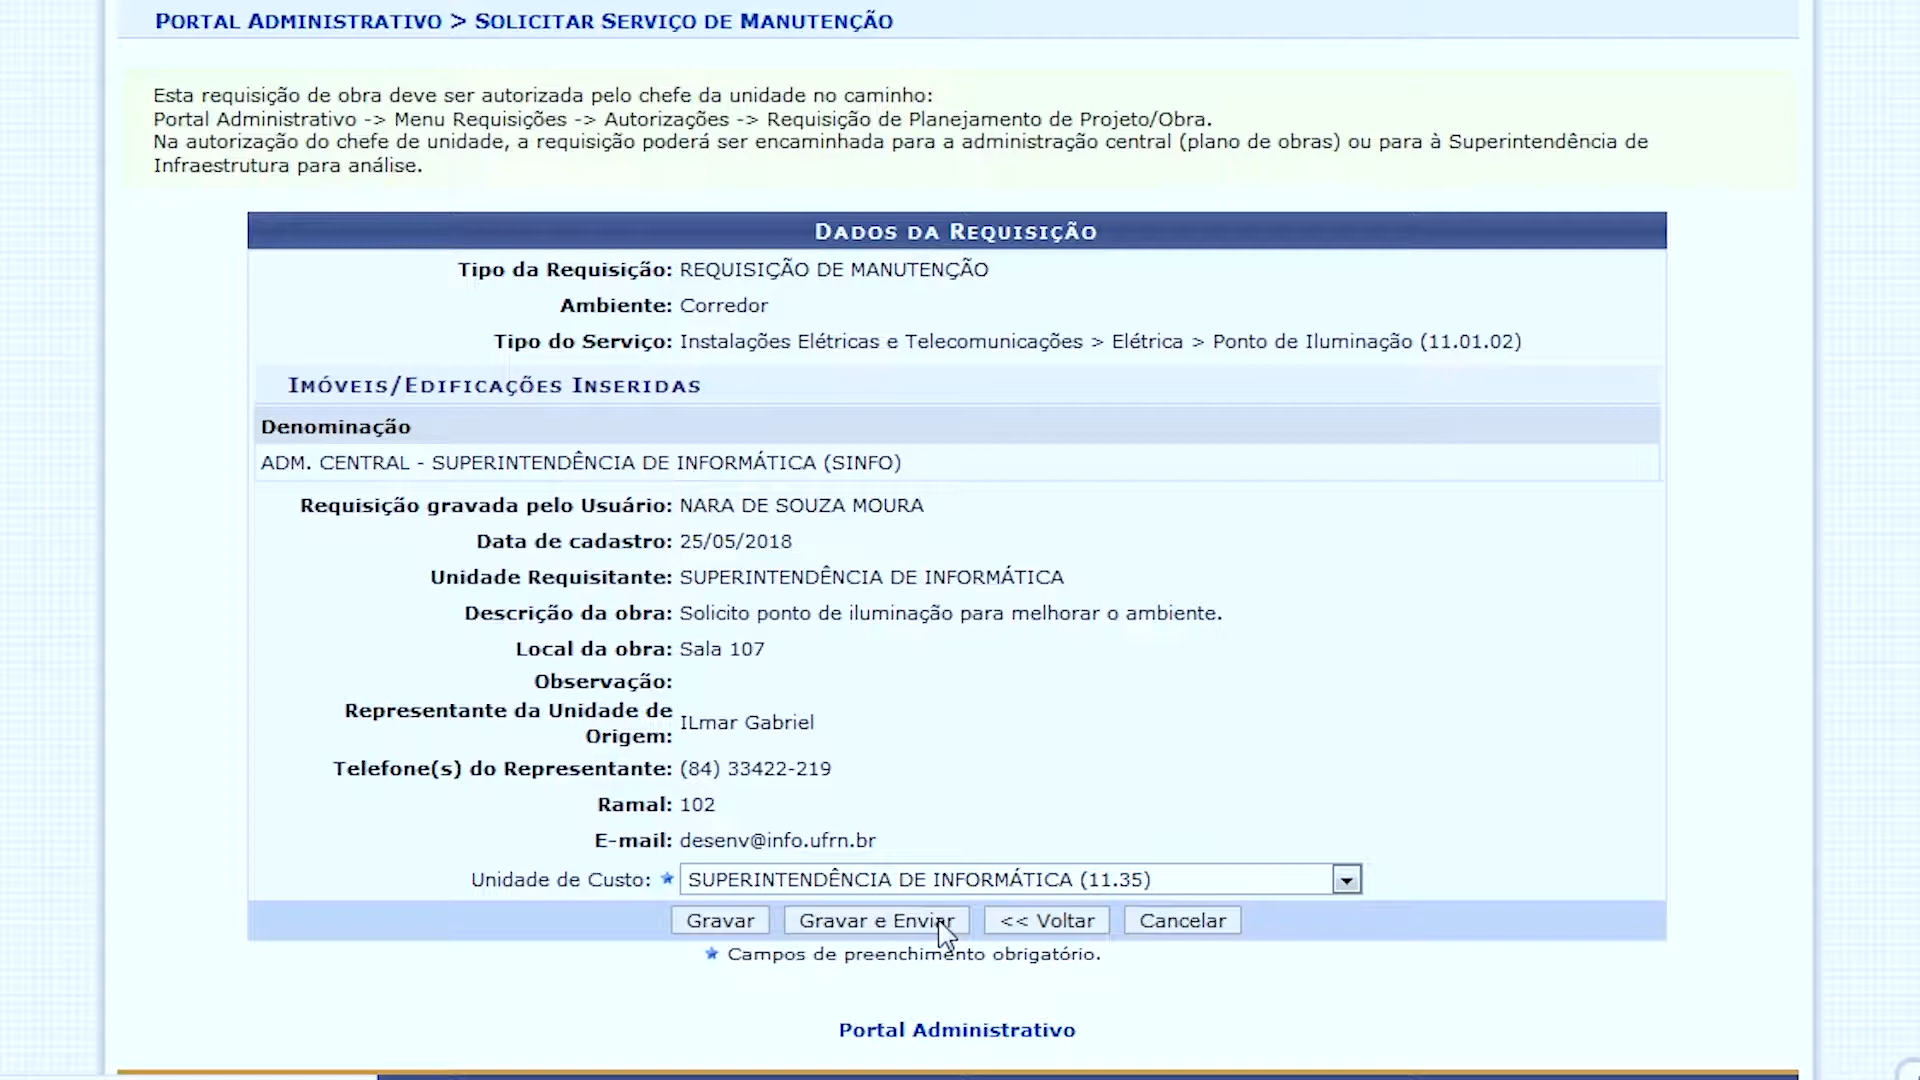 PORTAL ADMINISTRATIVO > SOLICITAR SERVIÇO DE MANUTENÇÃO
Esta requisição de obra deve ser autorizada pelo chefe da unidade no caminho:
Portal Administrativo -> Menu Requisições -> Autorizações -> Requisição de Planejamento de Projeto/Obra.
Na autorização do chefe de unidade, a requisição poderá ser encaminhada para a administração central (plano de obras) ou para à Superintendência de
Infraestrutura para análise.
DADOS DA REQUISIÇÃO
Tipo da Requisição: REQUISIÇÃO DE MANUTENÇÃO
Ambiente: Corredor
Tipo do Serviço: Instalações Elétricas e Telecomunicações > Elétrica > Ponto de Iluminação (11.01.02)
IMÓVEIS/EDIFICAÇÕES INSERIDAS
Denominação
ADM. CENTRAL - SUPERINTENDÊNCIA DE INFORMÁTICA (SINFO)
Requisição gravada pelo Usuário: NARA DE SOUZA MOURA
Data de cadastro: 25/05/2018
Unidade Requisitante: SUPERINTENDÊNCIA DE INFORMÁTICA
Descrição da obra: Solicito ponto de iluminação para melhorar o ambiente.
Local da obra: Sala 107
Observação:
Representante da Unidade de
Origem: ILmar Gabriel
Telefone(s) do Representante: (84) 33422-219
Ramal: 102
E-mail: desenv@info.ufrn.br
Unidade de Custo: ★ SUPERINTENDÊNCIA DE INFORMÁTICA (11.35)
Gravar Gravar e Enviar << Voltar Cancelar
★ Campos de preenchimento obrigatório.
Portal Administrativo